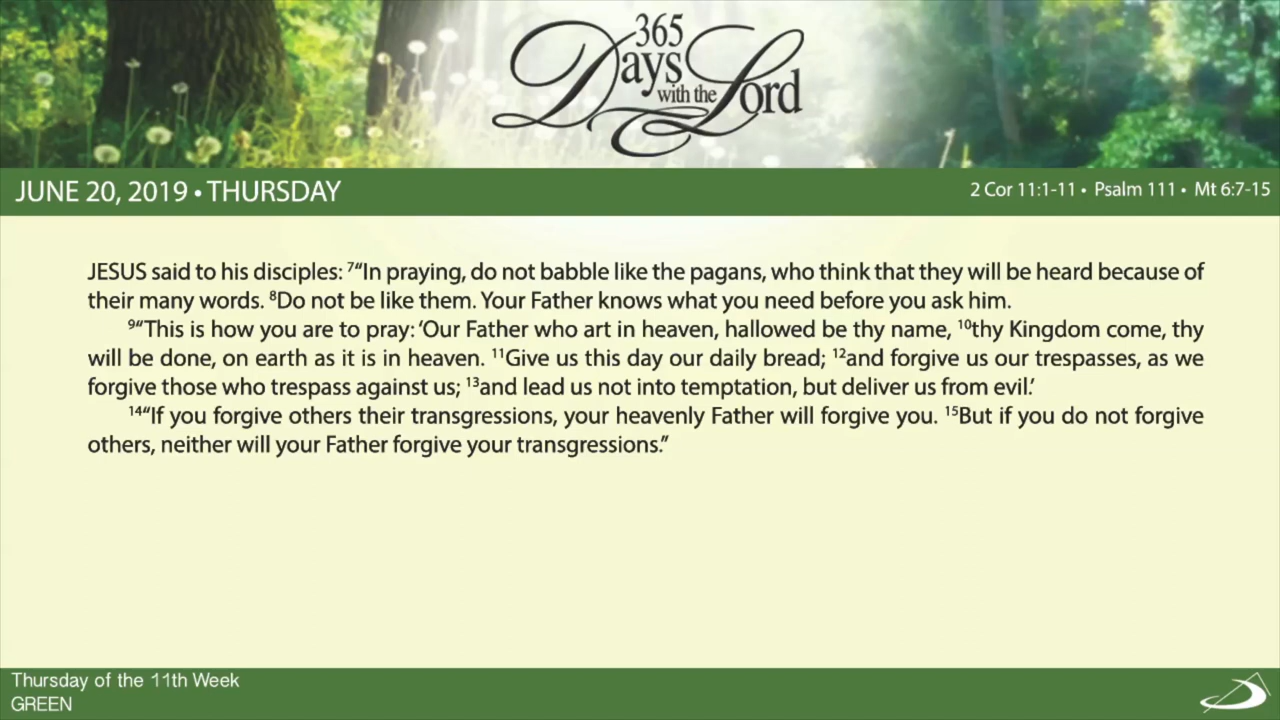 365
Days
with the
Lord
JUNE 20, 2019 • THURSDAY
2 Cor 11:1-11 • Psalm 111 • Mt 6:7-15
JESUS said to his disciples: ⁷“In praying, do not babble like the pagans, who think that they will be heard because of
their many words. ⁸Do not be like them. Your Father knows what you need before you ask him.
⁹“This is how you are to pray: ‘Our Father who art in heaven, hallowed be thy name, ¹⁰thy Kingdom come, thy
will be done, on earth as it is in heaven. ¹¹Give us this day our daily bread; ¹²and forgive us our trespasses, as we
forgive those who trespass against us; ¹³and lead us not into temptation, but deliver us from evil.’
¹⁴“If you forgive others their transgressions, your heavenly Father will forgive you. ¹⁵But if you do not forgive
others, neither will your Father forgive your transgressions.”
Thursday of the 11th Week
GREEN